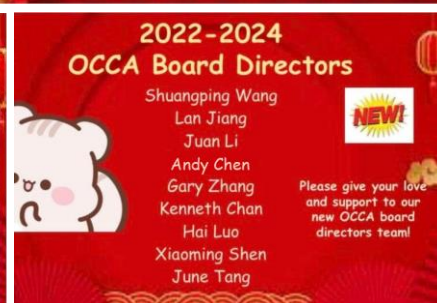 2022-2024
OCCA Board Directors
Shuangping Wang
Lan Jiang
Juan Li
Andy Chen
Gary Zhang
Kenneth Chan
Hai Luo
Xiaoming Shen
June Tang
NEW!
Please give your love
and support to our
new OCCA board
directors team!